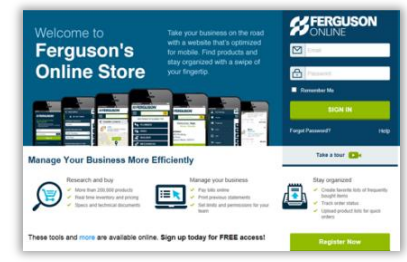 Welcome to
Ferguson's
Online Store
Take your business on the road
with a website that's optimized
for mobile. Find products and
stay organized with a swipe of
your fingertip.
FERGUSON
ONLINE
Email
Password
Remember Me
SIGN IN
Forgot Password?
Help
Manage Your Business More Efficiently
Take a tour
Research and buy
More than 200,000 products
Real time inventory and pricing
Specs and technical documents
Manage your business
Pay bids online
Print previous statements
Set limits and permissions for your
team
Stay organized
Create favorite lists of frequently
bought items
Track order status
Upload product lists for quick
orders
These tools and more are available online. Sign up today for FREE access!
Register Now